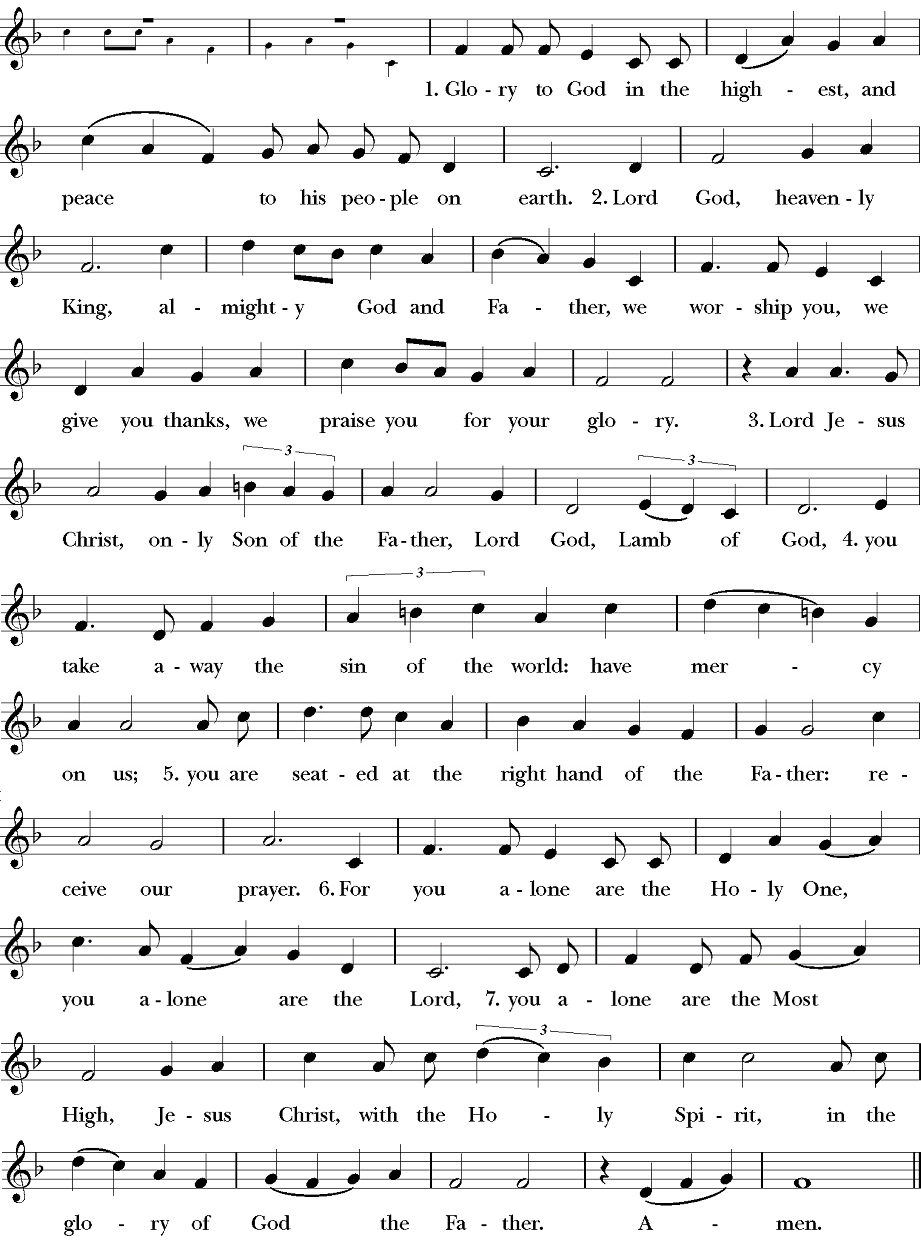 1. Glo - ry to God in the high - est, and
peace to his peo - ple on earth. 2. Lord God, heaven - ly
King, al - might - y God and Fa - ther, we wor - ship you, we
give you thanks, we praise you for your glo - ry. 3. Lord Je - sus
3 3
Christ, on - ly Son of the Fa - ther, Lord God, Lamb of God, 4. you
3
take a - way the sin of the world: have mer - cy
on us; 5. you are seat - ed at the right hand of the Fa - ther: re -
ceive our prayer. 6. For you a - lone are the Ho - ly One,
you a - lone are the Lord, 7. you a - lone are the Most
3
High, Je - sus Christ, with the Ho - ly Spi - rit, in the
glo - ry of God the Fa - ther. A - men.